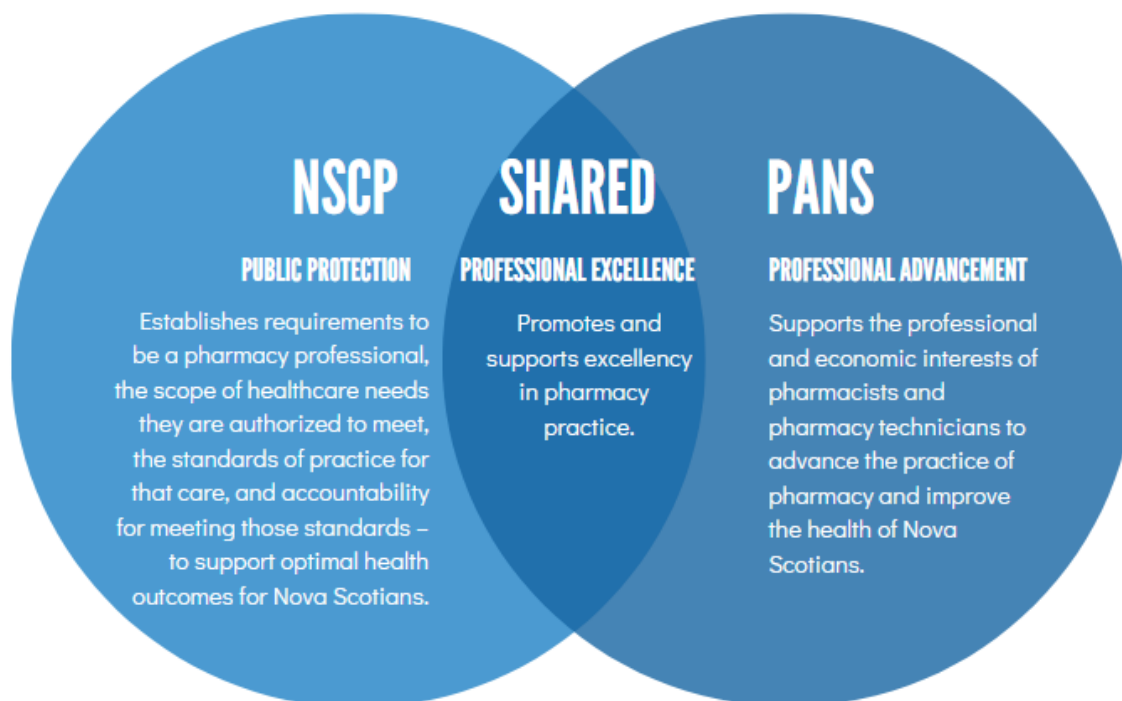 NSCP
PUBLIC PROTECTION
Establishes requirements to
be a pharmacy professional,
the scope of healthcare needs
they are authorized to meet,
the standards of practice for
that care, and accountability
for meeting those standards –
to support optimal health
outcomes for Nova Scotians.
SHARED
PROFESSIONAL EXCELLENCE
Promotes and
supports excellency
in pharmacy
practice.
PANS
PROFESSIONAL ADVANCEMENT
Supports the professional
and economic interests of
pharmacists and
pharmacy technicians to
advance the practice of
pharmacy and improve
the health of Nova
Scotians.